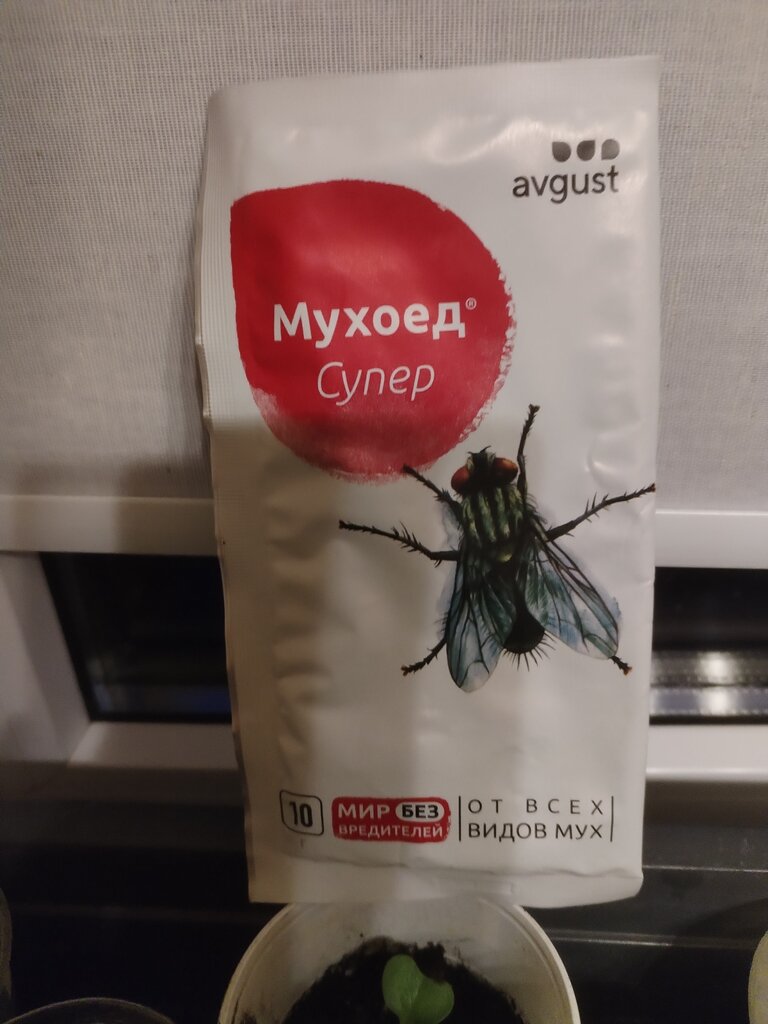 avgust
Мухоед®
Супер
10
МИР БЕЗ
ВРЕДИТЕЛЕЙ
ОТ ВСЕХ
ВИДОВ МУХ